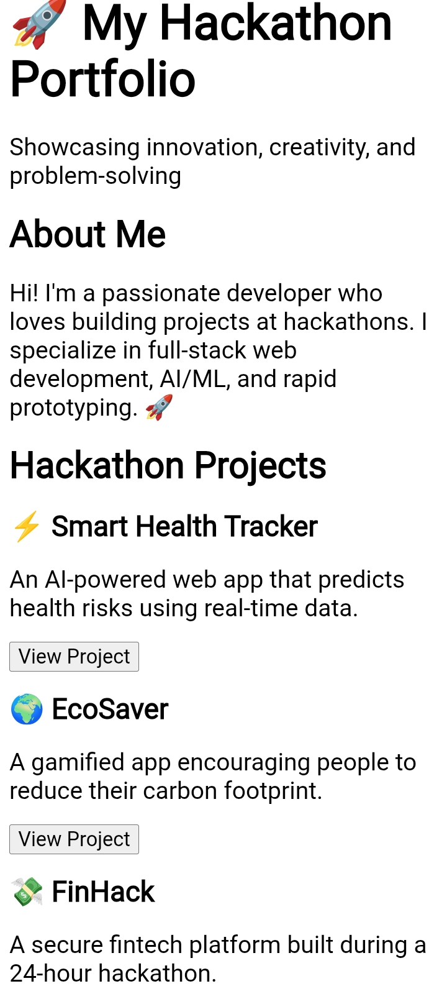 🚀 My Hackathon
Portfolio
Showcasing innovation, creativity, and
problem-solving
About Me
Hi! I'm a passionate developer who
loves building projects at hackathons. I
specialize in full-stack web
development, AI/ML, and rapid
prototyping. 🚀
Hackathon Projects
⚡ Smart Health Tracker
An AI-powered web app that predicts
health risks using real-time data.
View Project
🌍 EcoSaver
A gamified app encouraging people to
reduce their carbon footprint.
View Project
💸 FinHack
A secure fintech platform built during a
24-hour hackathon.